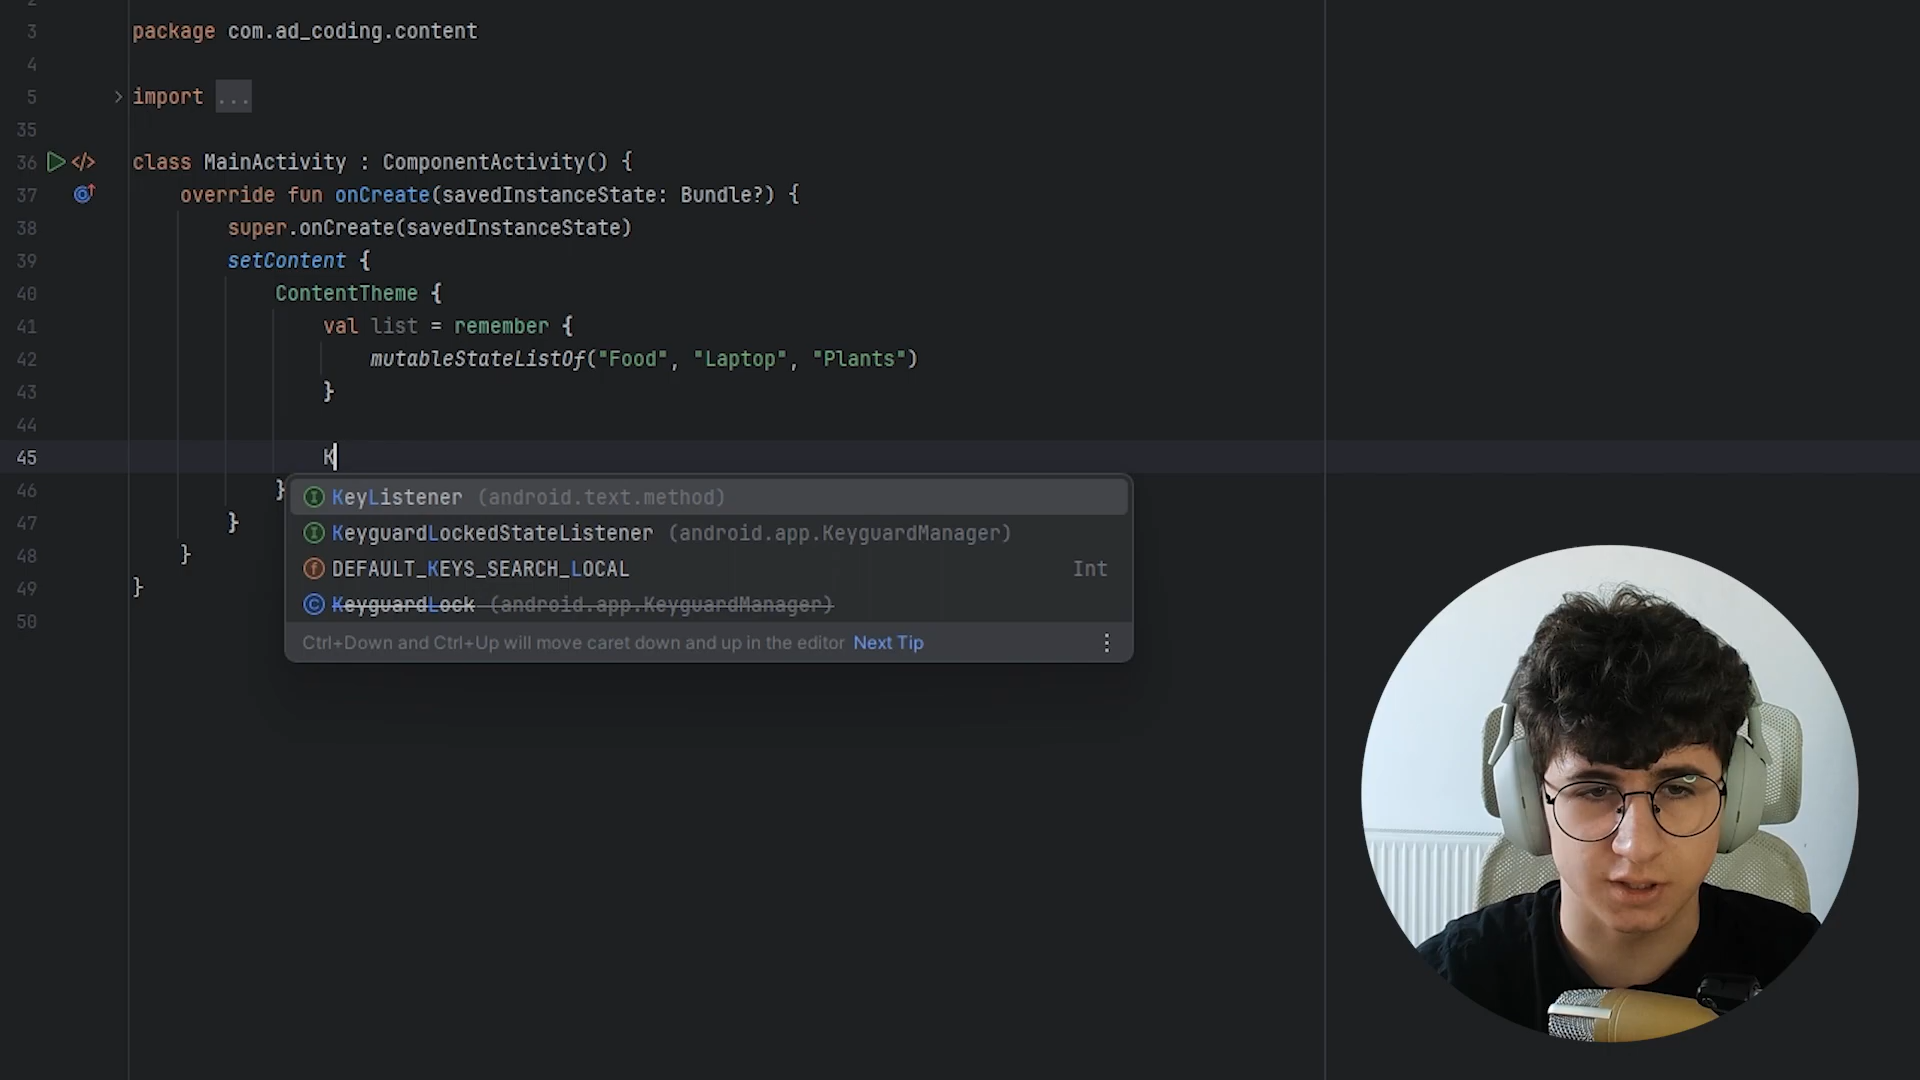 2
3 package com.ad_coding.content
4
5 import ...
35
36 class MainActivity : ComponentActivity() {
37 override fun onCreate(savedInstanceState: Bundle?) {
38 super.onCreate(savedInstanceState)
39 setContent {
40 ContentTheme {
41 val list = remember {
42 mutableStateListOf("Food", "Laptop", "Plants")
43 }
44
45 K
46 }
KeyListener (android.text.method)
KeyguardLockedStateListener (android.app.KeyguardManager)
DEFAULT_KEYS_SEARCH_LOCAL Int
KeyguardLock (android.app.KeyguardManager)
Ctrl+Down and Ctrl+Up will move caret down and up in the editor Next Tip
47 }
48 }
49 }
50